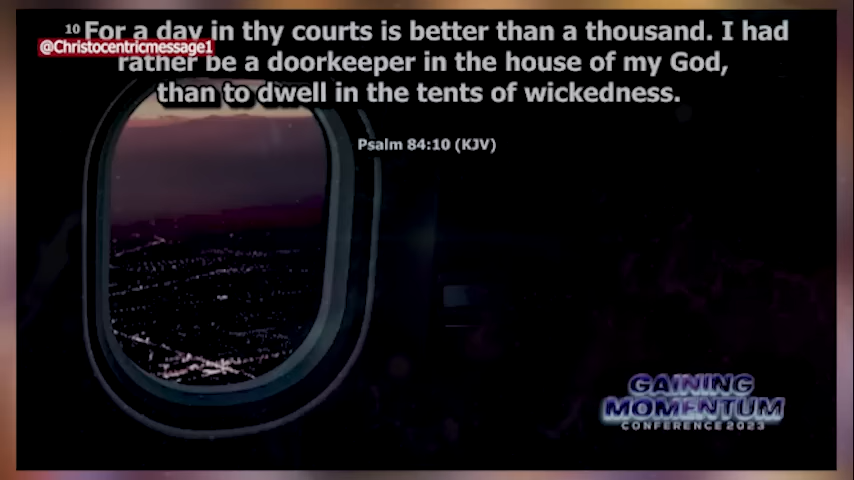 10 For a day in thy courts is better than a thousand. I had
@Christocentricmessage1
rather be a doorkeeper in the house of my God,
than to dwell in the tents of wickedness.
Psalm 84:10 (KJV)
GAINING
MOMENTUM
CONFERENCE 2023